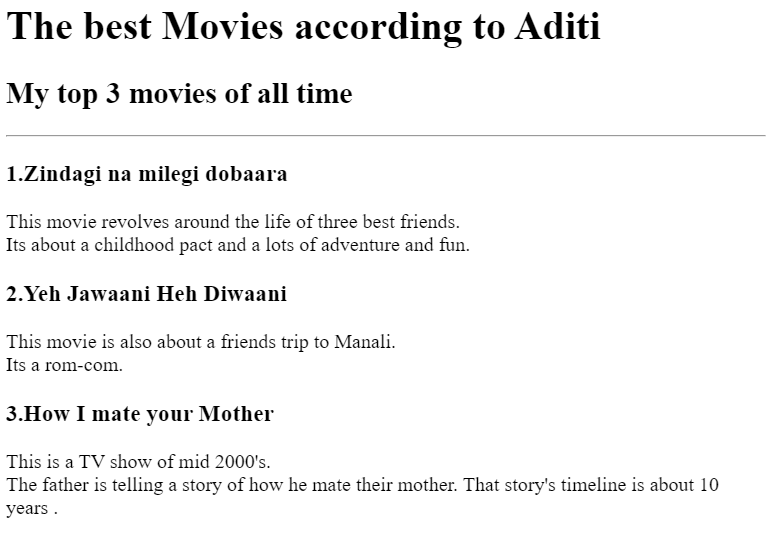 The best Movies according to Aditi
My top 3 movies of all time
1.Zindagi na milegi dobaara
This movie revolves around the life of three best friends.
Its about a childhood pact and a lots of adventure and fun.
2.Yeh Jawaani Heh Diwaani
This movie is also about a friends trip to Manali.
Its a rom-com.
3.How I mate your Mother
This is a TV show of mid 2000's.
The father is telling a story of how he mate their mother. That story's timeline is about 10
years .